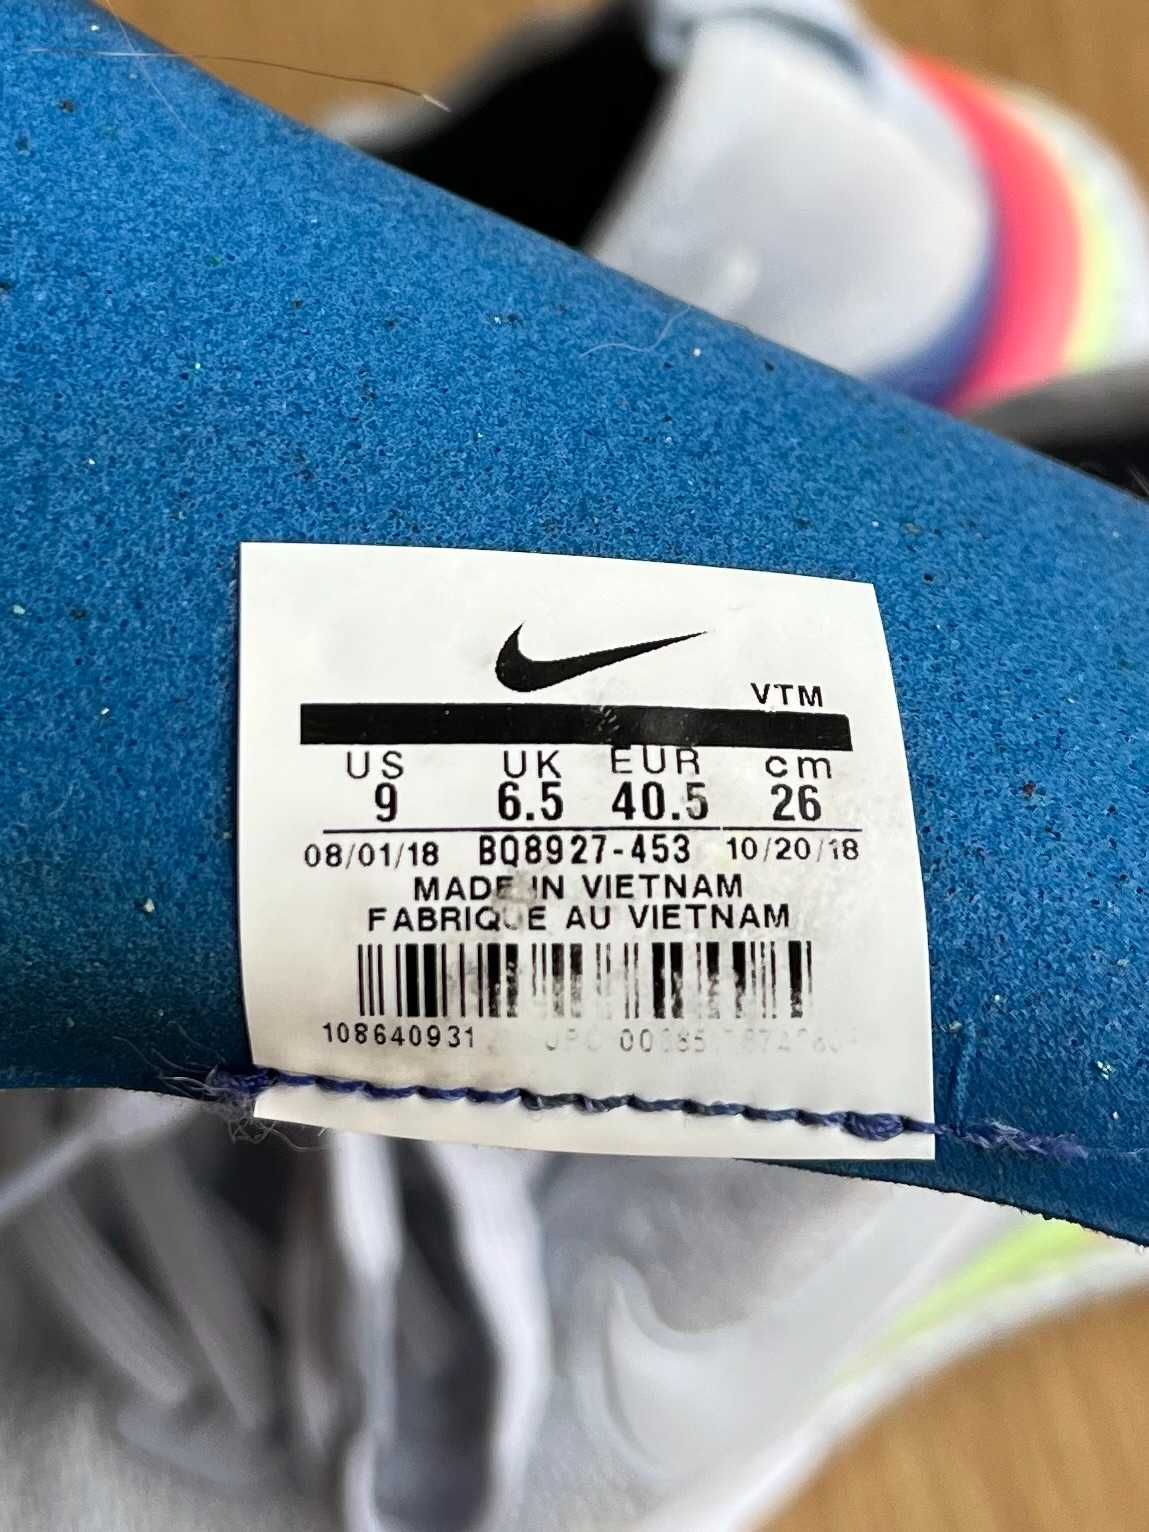 VTM
US UK EUR cm
9 6.5 40.5 26
08/01/18 BQ8927-453 10/20/18
MADE IN VIETNAM
FABRIQUE AU VIETNAM
108640931